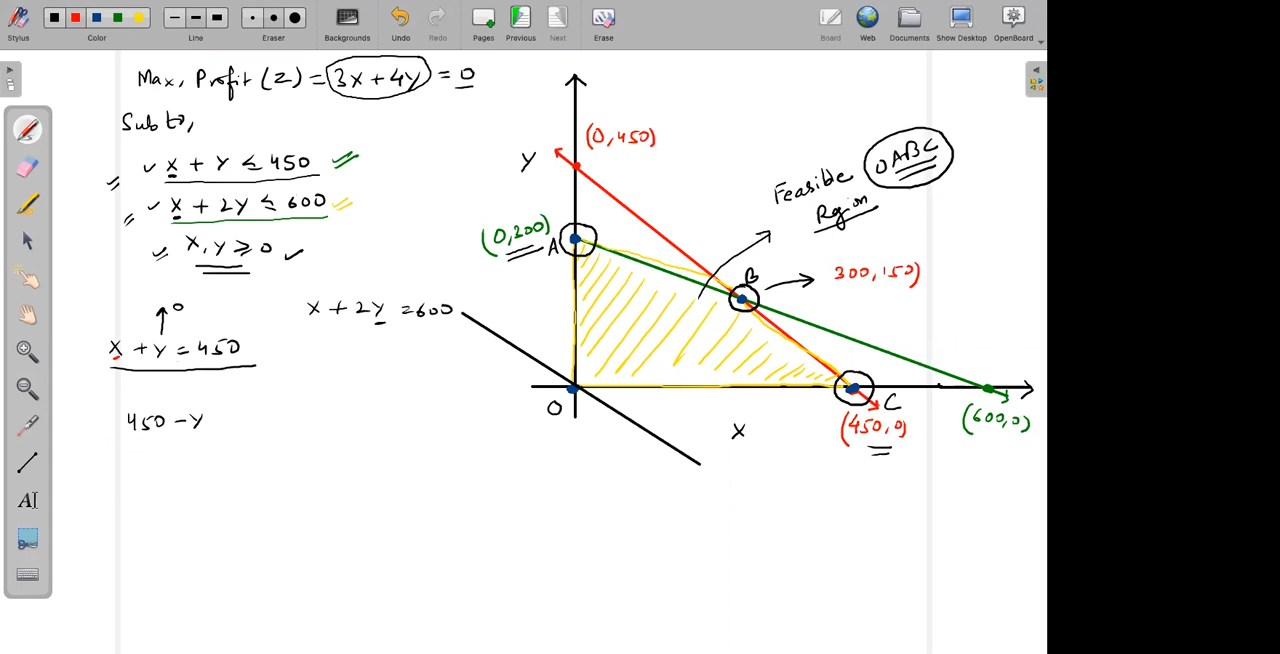 Stylus
Color
Line
Eraser
Backgrounds
Undo
Redo
Pages
Previous
Next
Erase
Board
Web
Documents
Show Desktop
OpenBoard
Max, Profit (Z) = 3X + 4Y = 0
Sub to,
X + Y ≤ 450
X + 2Y ≤ 600
X, Y ≥ 0
0
X + Y = 450
450 - Y
X + 2Y = 600
Y
(0, 450)
(0, 200)
A
B
300, 150)
Feasible
Region
OABC
O
X
C
(450, 0)
(600, 0)
AI